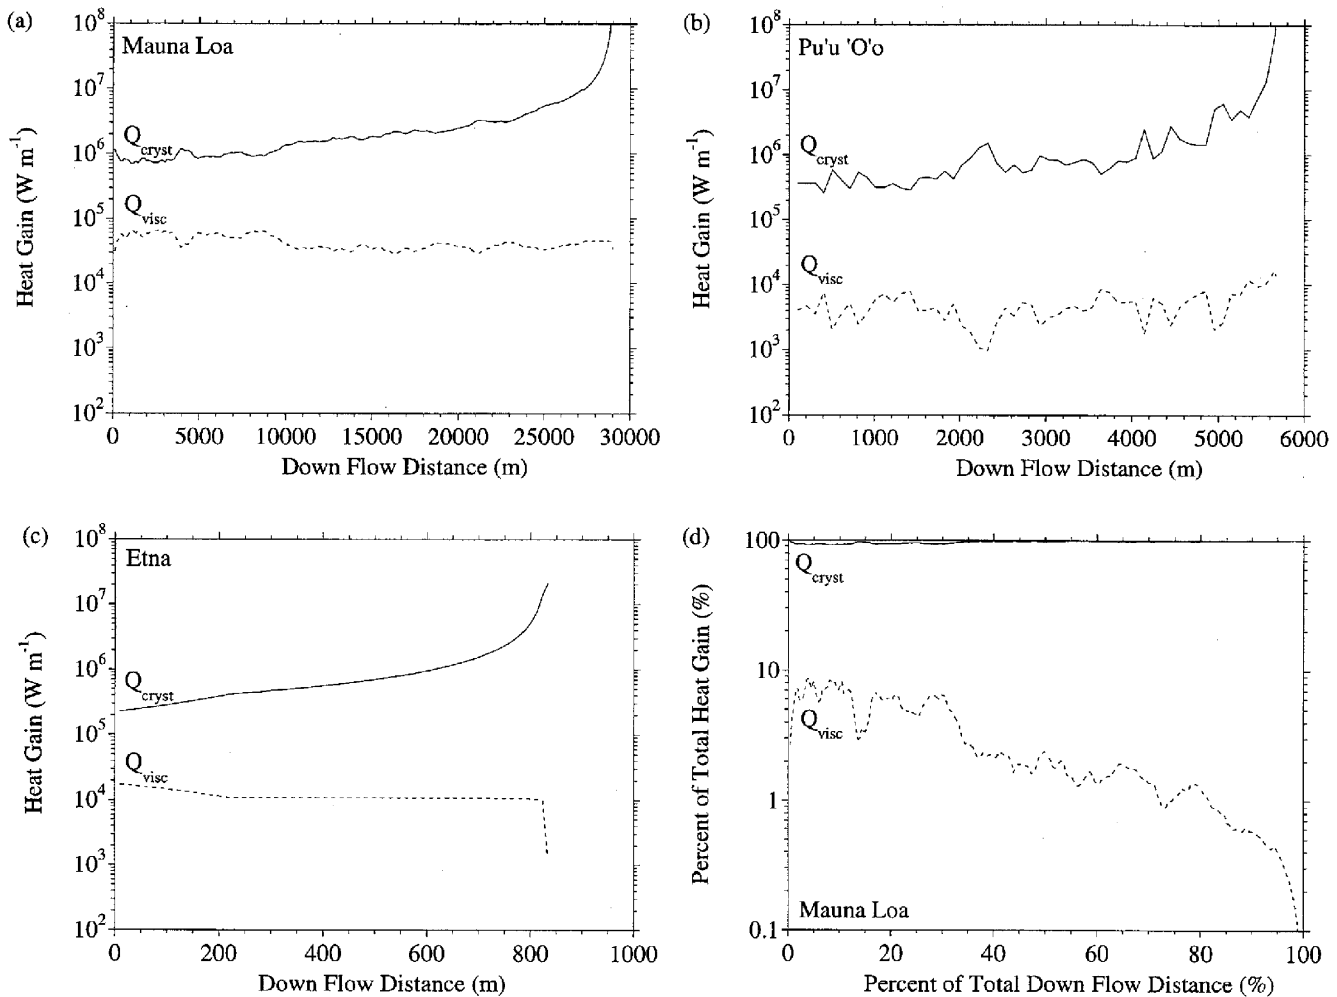 (a)
Mauna Loa
10^8
10^7
10^6
10^5
10^4
10^3
10^2
Heat Gain (W m^-1)
Q_cryst
Q_visc
0 5000 10000 15000 20000 25000 30000
Down Flow Distance (m)
(b)
Pu'u 'O'o
10^8
10^7
10^6
10^5
10^4
10^3
10^2
Heat Gain (W m^-1)
Q_cryst
Q_visc
0 1000 2000 3000 4000 5000 6000
Down Flow Distance (m)
(c)
Etna
10^8
10^7
10^6
10^5
10^4
10^3
10^2
Heat Gain (W m^-1)
Q_cryst
Q_visc
0 200 400 600 800 1000
Down Flow Distance (m)
(d)
100
10
1
0.1
Percent of Total Heat Gain (%)
Q_cryst
Q_visc
Mauna Loa
0 20 40 60 80 100
Percent of Total Down Flow Distance (%)